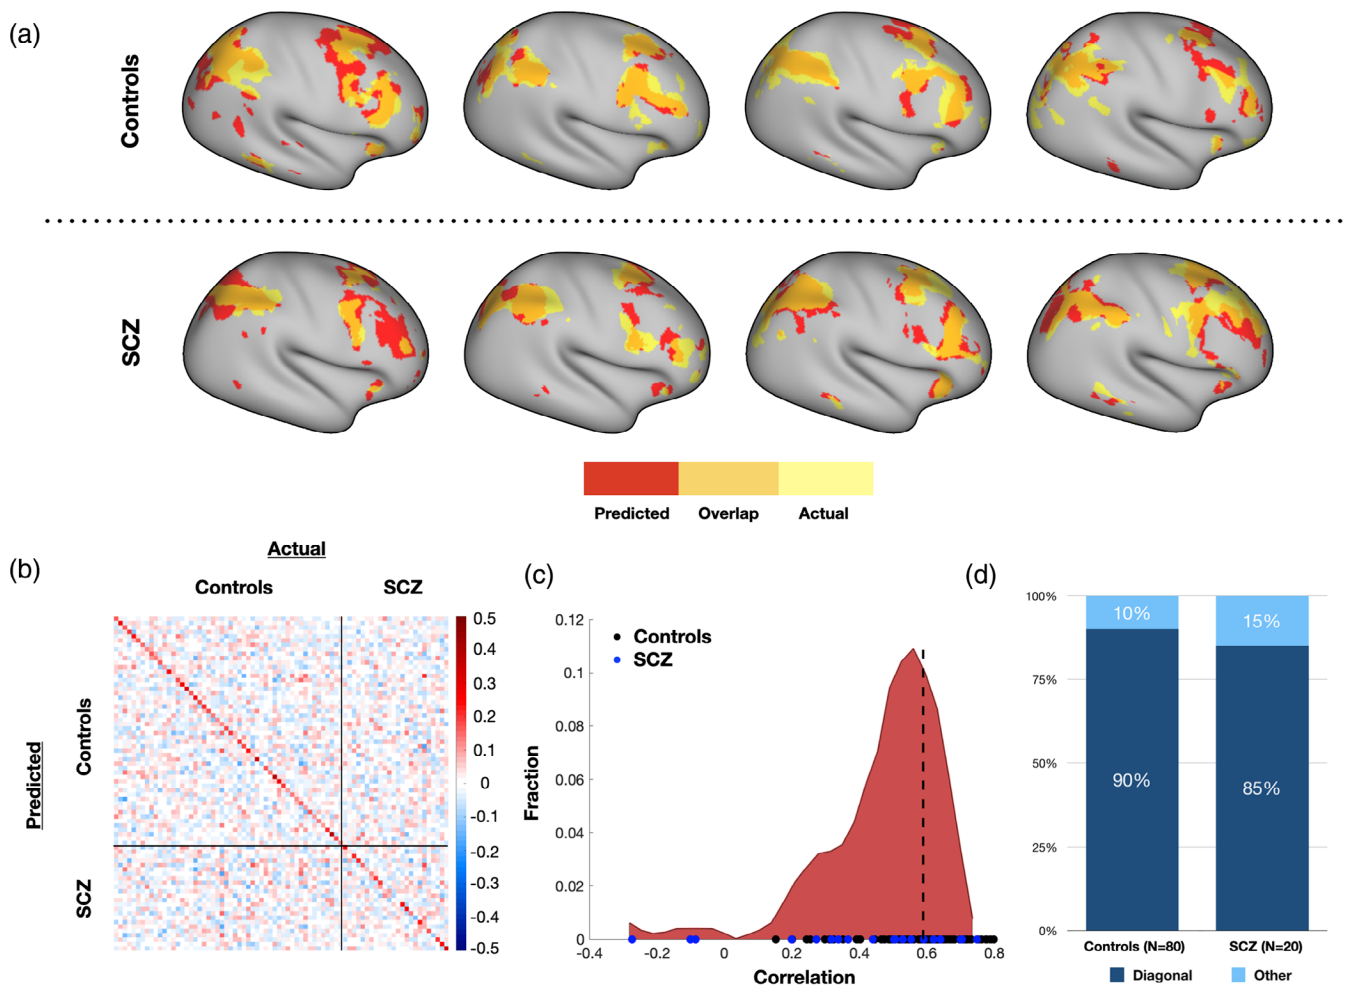 (a)
Controls
SCZ
Predicted
Overlap
Actual
(b)
Actual
Controls
SCZ
Predicted
Controls
SCZ
0.5
0.4
0.3
0.2
0.1
0
-0.1
-0.2
-0.3
-0.4
-0.5
(c)
Controls
SCZ
Fraction
0.12
0.1
0.08
0.06
0.04
0.02
0
-0.4
-0.2
0
0.2
0.4
0.6
0.8
Correlation
(d)
100%
75%
50%
25%
0%
10%
15%
90%
85%
Controls (N=80)
SCZ (N=20)
Diagonal
Other